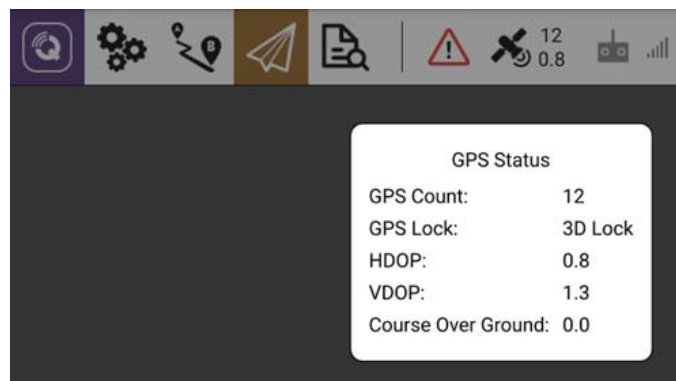 12
0.8
A
B
GPS Status
GPS Count: 12
GPS Lock: 3D Lock
HDOP: 0.8
VDOP: 1.3
Course Over Ground: 0.0